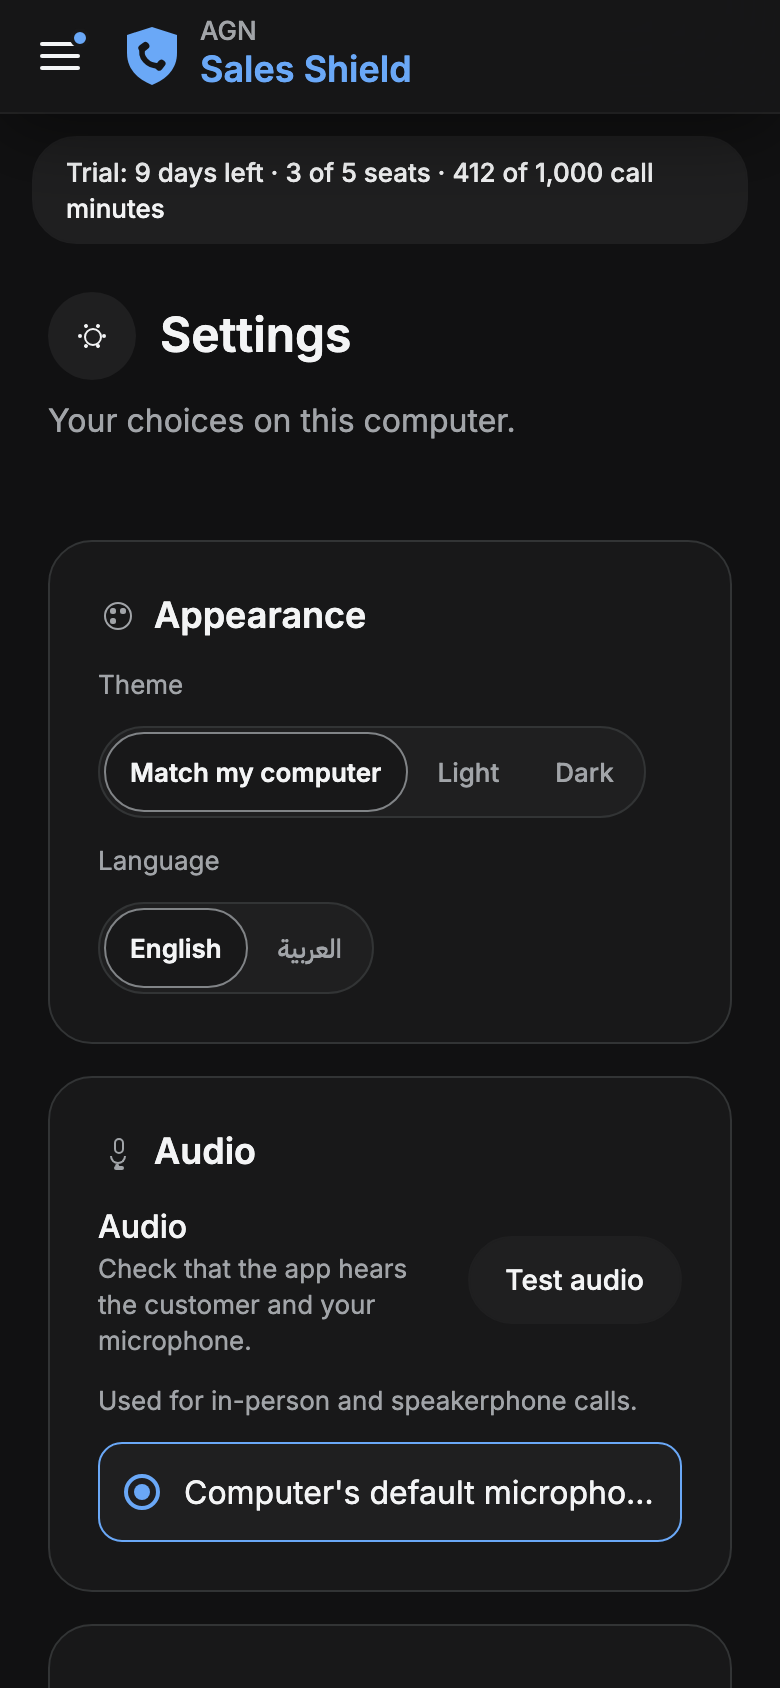 AGN
Sales Shield
Trial: 9 days left · 3 of 5 seats · 412 of 1,000 call
minutes
Settings
Your choices on this computer.
Appearance
Theme
Match my computer Light Dark
Language
English العربية
Audio
Audio
Check that the app hears
the customer and your
microphone.
Test audio
Used for in-person and speakerphone calls.
Computer's default micropho...